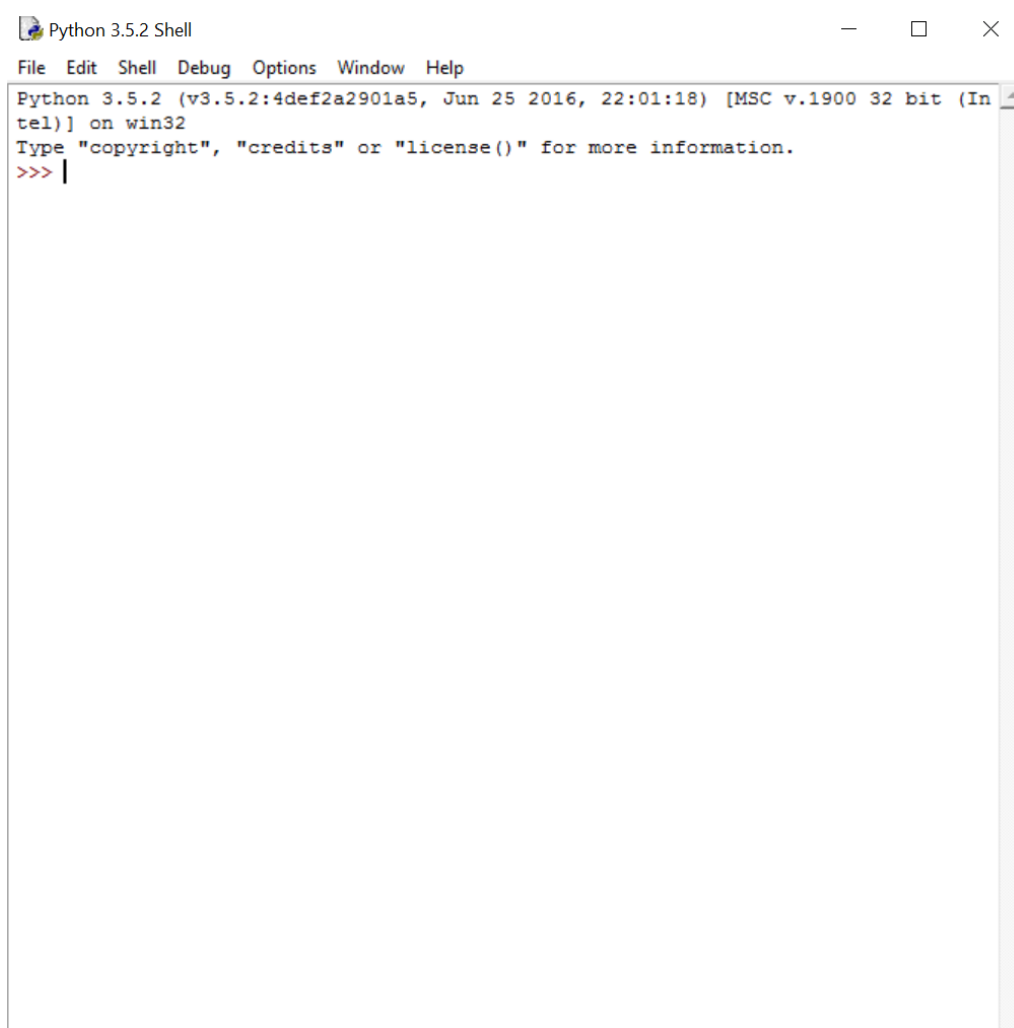 Python 3.5.2 Shell
File Edit Shell Debug Options Window Help
Python 3.5.2 (v3.5.2:4def2a2901a5, Jun 25 2016, 22:01:18) [MSC v.1900 32 bit (In
tel)] on win32
Type "copyright", "credits" or "license()" for more information.
>>>